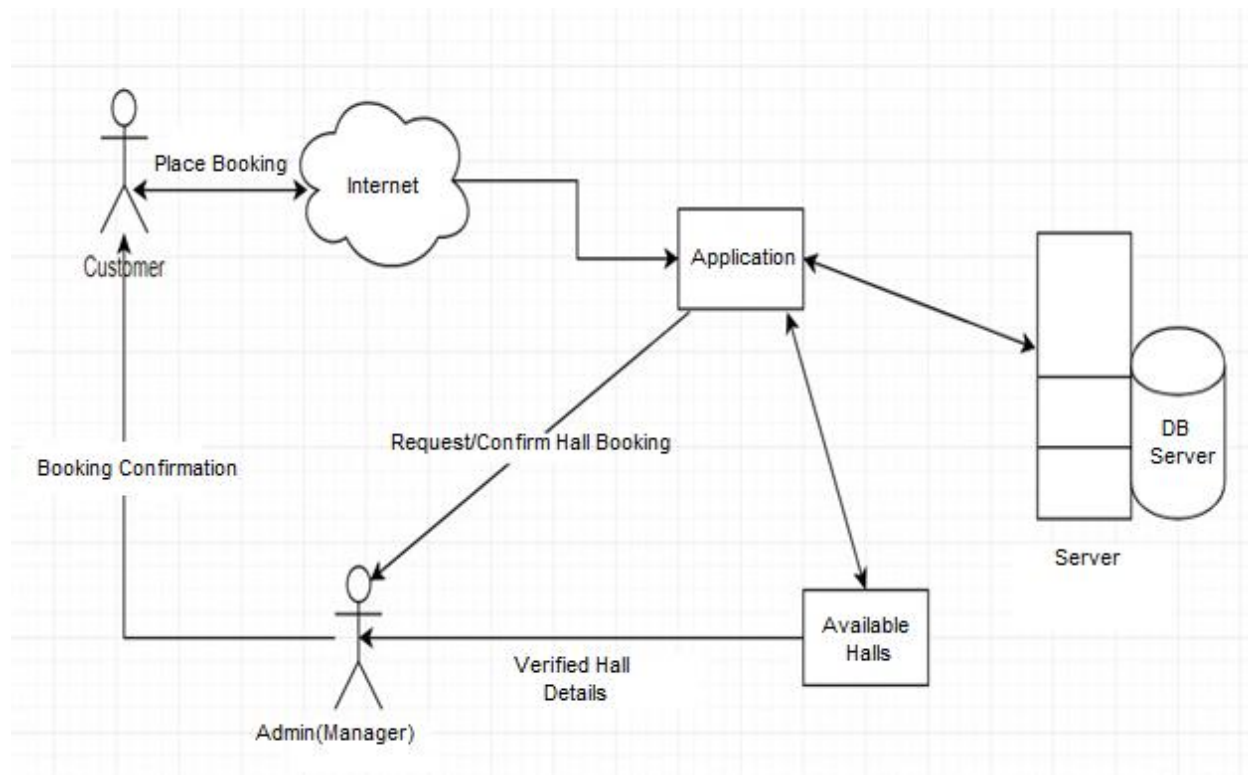 Place Booking
Internet
Customer
Application
Request/Confirm Hall Booking
Booking Confirmation
DB
Server
Server
Available
Halls
Verified Hall
Details
Admin(Manager)